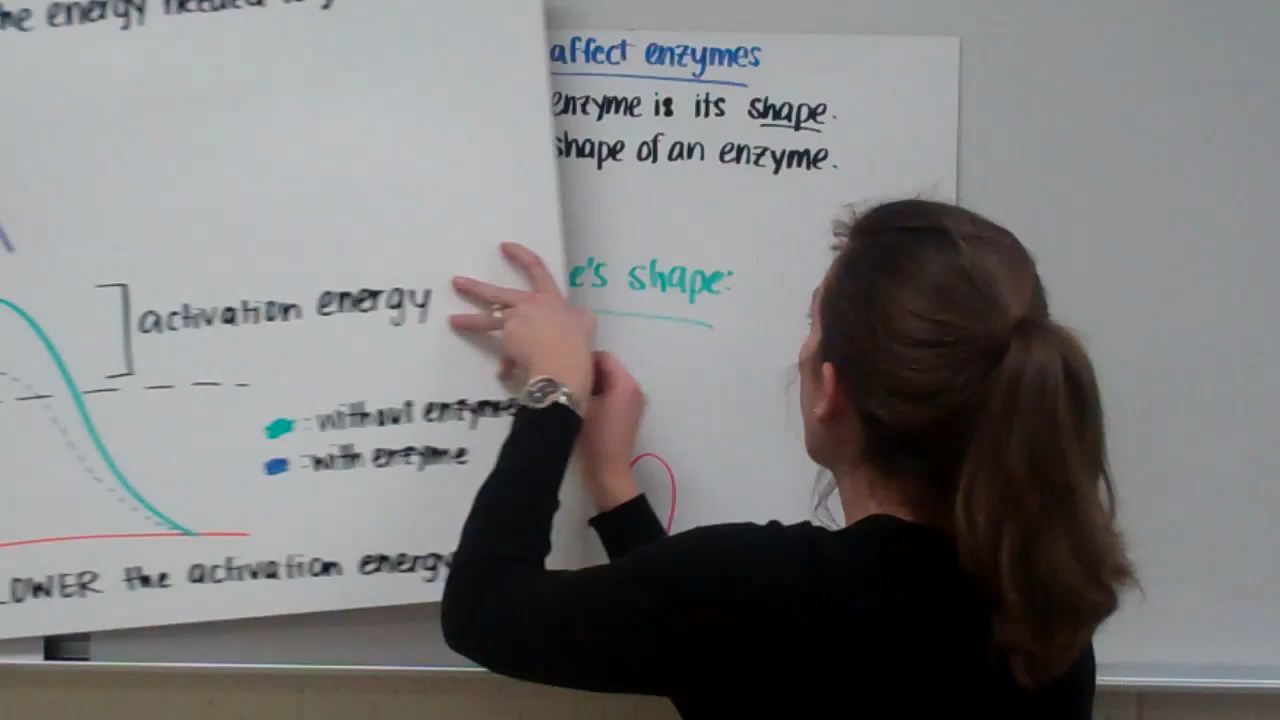 he energy needed
activation energy
: without enzyme
: with enzyme
LOWER the activation energy
affect enzymes
enzyme is its shape.
shape of an enzyme.
e's shape: